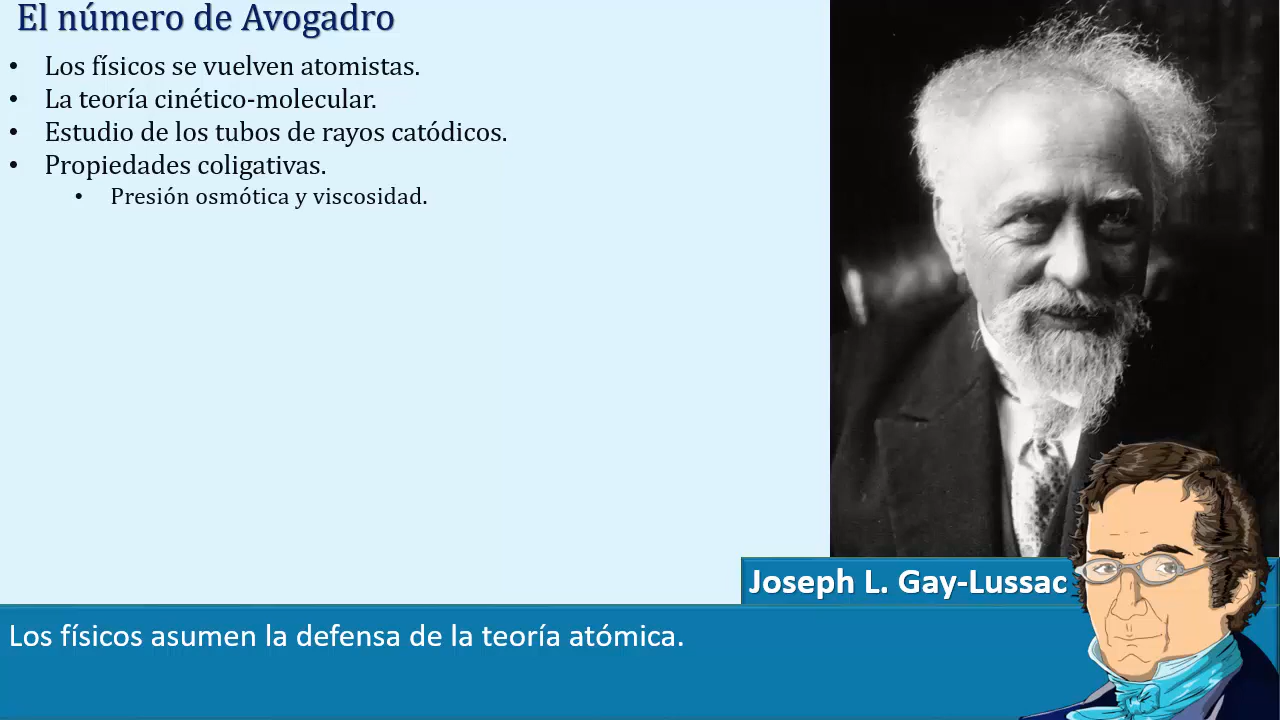 El número de Avogadro
• Los físicos se vuelven atomistas.
• La teoría cinético-molecular.
• Estudio de los tubos de rayos catódicos.
• Propiedades coligativas.
• Presión osmótica y viscosidad.
Joseph L. Gay-Lussac
Los físicos asumen la defensa de la teoría atómica.